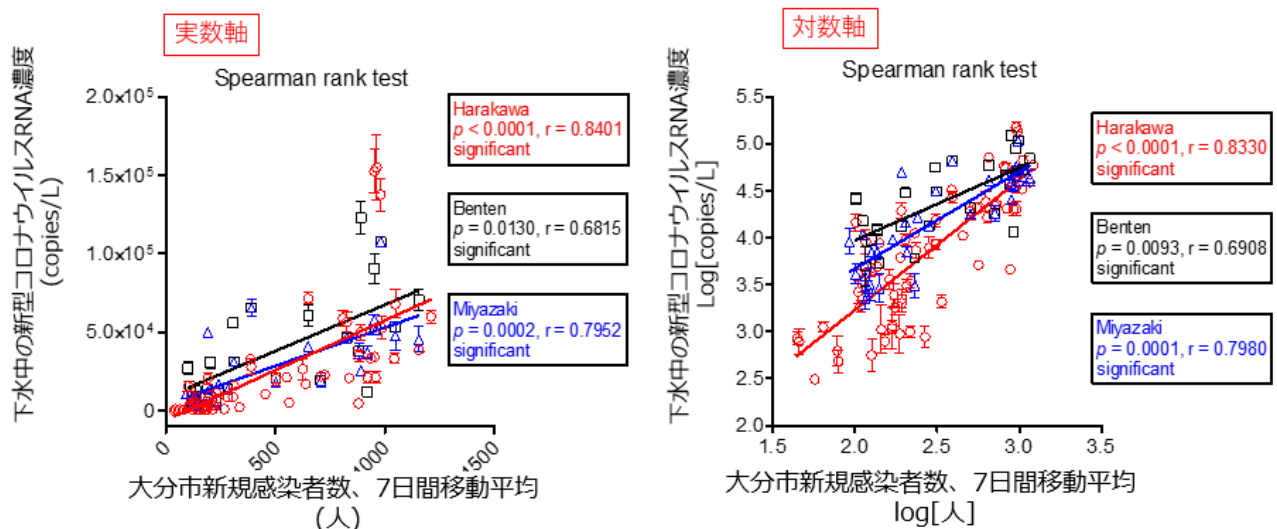 実数軸
Spearman rank test
下水中の新型コロナウイルスRNA濃度
(copies/L)
2.0x10⁵
1.5x10⁵
1.0x10⁵
5.0x10⁴
0
0
500
1000
1500
大分市新規感染者数、7日間移動平均
(人)
Harakawa
p < 0.0001, r = 0.8401
significant
Benten
p = 0.0130, r = 0.6815
significant
Miyazaki
p = 0.0002, r = 0.7952
significant
対数軸
Spearman rank test
下水中の新型コロナウイルスRNA濃度
Log[copies/L]
5.5
5.0
4.5
4.0
3.5
3.0
2.5
2.0
1.5
2.0
2.5
3.0
3.5
大分市新規感染者数、7日間移動平均
log[人]
Harakawa
p < 0.0001, r = 0.8330
significant
Benten
p = 0.0093, r = 0.6908
significant
Miyazaki
p = 0.0001, r = 0.7980
significant